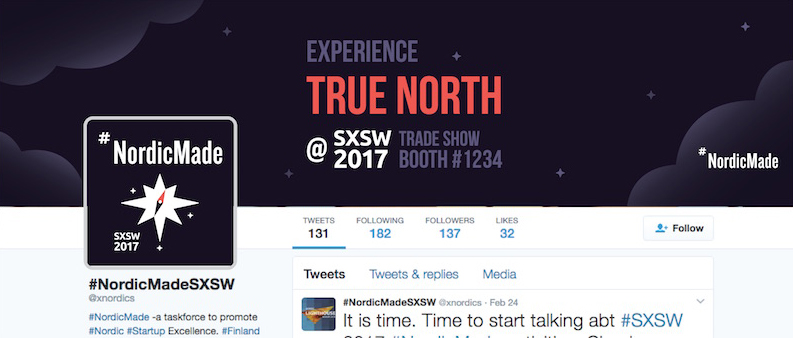 EXPERIENCE
TRUE NORTH
@ SXSW 2017 TRADE SHOW BOOTH #1234
#NordicMade
#NordicMade
SXSW
2017
TWEETS FOLLOWING FOLLOWERS LIKES
131 182 137 32
Follow
#NordicMadeSXSW
@xnordics
#NordicMade -a taskforce to promote
#Nordic #Startup Excellence. #Finland
Tweets Tweets & replies Media
#NordicMadeSXSW @xnordics · Feb 24
It is time. Time to start talking abt #SXSW